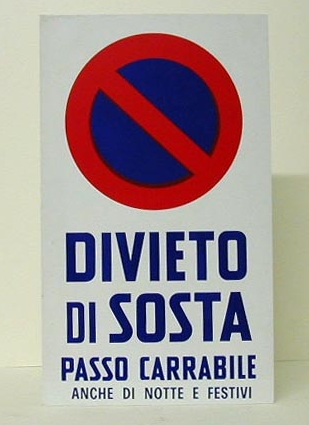 DIVIETO
DI SOSTA
PASSO CARRABILE
ANCHE DI NOTTE E FESTIVI